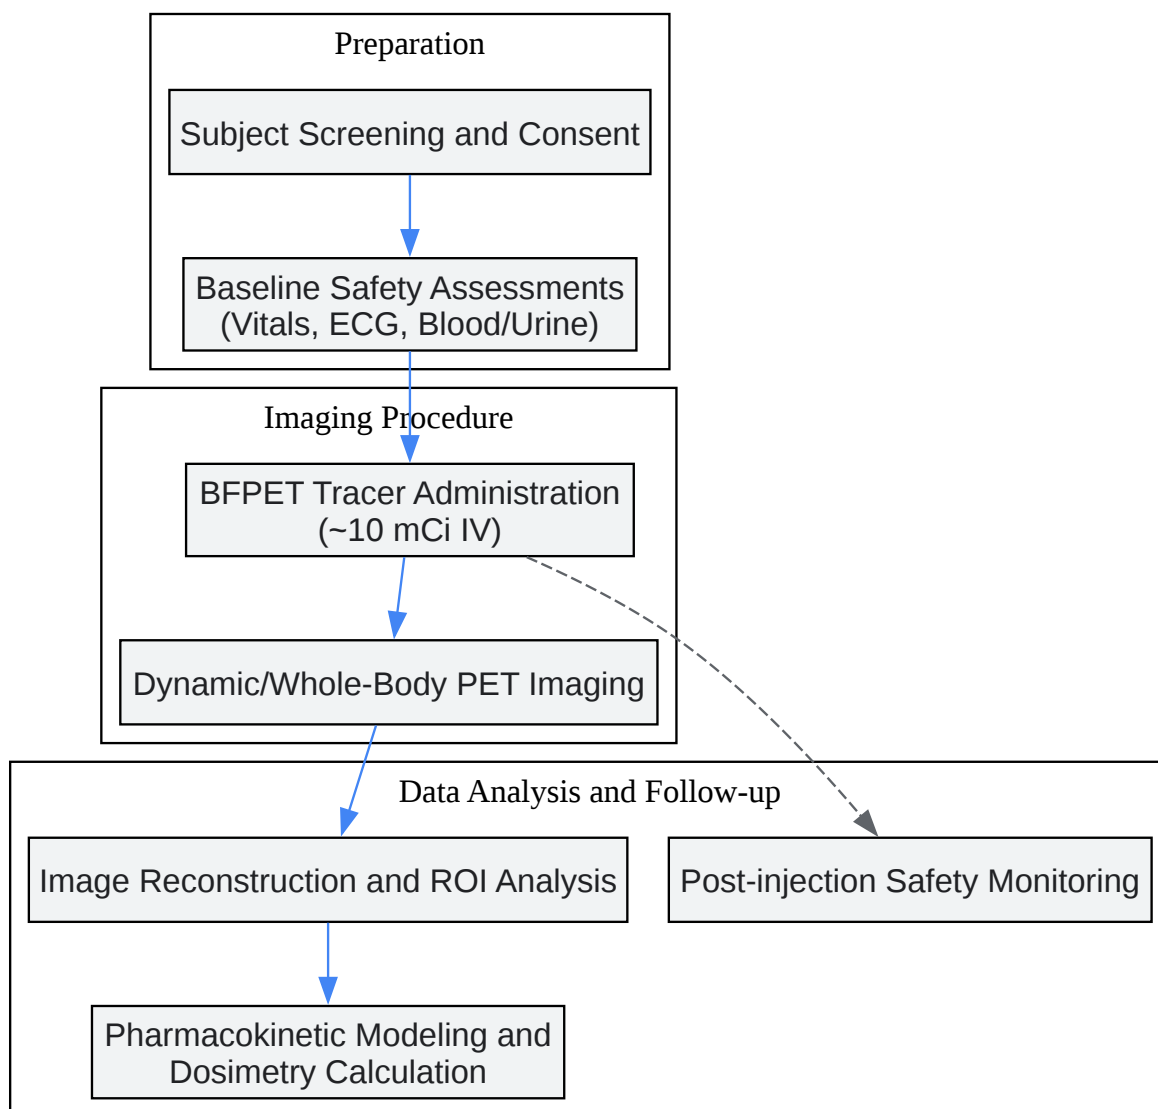 Preparation
Subject Screening and Consent
Baseline Safety Assessments
(Vitals, ECG, Blood/Urine)
Imaging Procedure
BFPET Tracer Administration
(~10 mCi IV)
Dynamic/Whole-Body PET Imaging
Data Analysis and Follow-up
Image Reconstruction and ROI Analysis
Post-injection Safety Monitoring
Pharmacokinetic Modeling and
Dosimetry Calculation